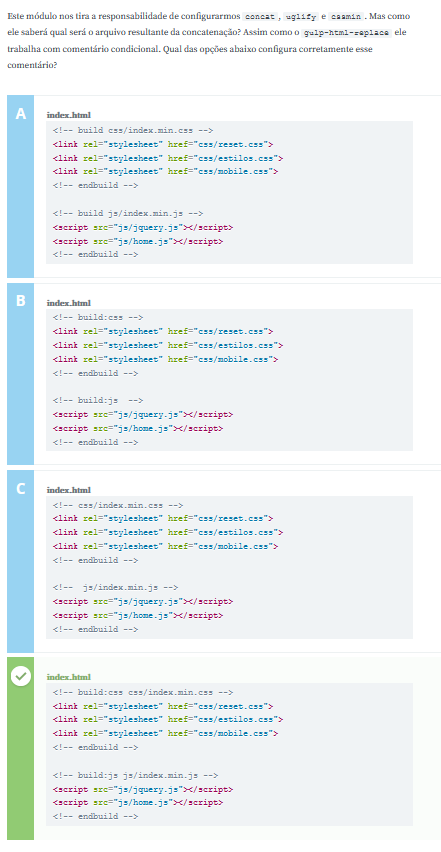 Este módulo nos tira a responsabilidade de configurarmos concat, uglify e cssmin. Mas como
ele saberá qual será o arquivo resultante da concatenação? Assim como o gulp-html-replace ele
trabalha com comentário condicional. Qual das opções abaixo configura corretamente esse
comentário?
A
index.html
<!-- build css/index.min.css -->
<link rel="stylesheet" href="css/reset.css">
<link rel="stylesheet" href="css/estilos.css">
<link rel="stylesheet" href="css/mobile.css">
<!-- endbuild -->
<!-- build js/index.min.js -->
<script src="js/jquery.js"></script>
<script src="js/home.js"></script>
<!-- endbuild -->
B
index.html
<!-- build:css -->
<link rel="stylesheet" href="css/reset.css">
<link rel="stylesheet" href="css/estilos.css">
<link rel="stylesheet" href="css/mobile.css">
<!-- endbuild -->
<!-- build:js  -->
<script src="js/jquery.js"></script>
<script src="js/home.js"></script>
<!-- endbuild -->
C
index.html
<!-- css/index.min.css -->
<link rel="stylesheet" href="css/reset.css">
<link rel="stylesheet" href="css/estilos.css">
<link rel="stylesheet" href="css/mobile.css">
<!-- endbuild -->
<!--  js/index.min.js -->
<script src="js/jquery.js"></script>
<script src="js/home.js"></script>
<!-- endbuild -->
index.html
<!-- build:css css/index.min.css -->
<link rel="stylesheet" href="css/reset.css">
<link rel="stylesheet" href="css/estilos.css">
<link rel="stylesheet" href="css/mobile.css">
<!-- endbuild -->
<!-- build:js js/index.min.js -->
<script src="js/jquery.js"></script>
<script src="js/home.js"></script>
<!-- endbuild -->